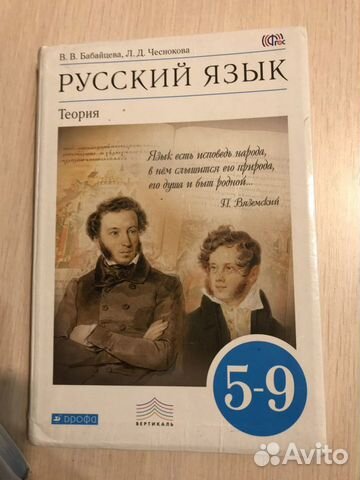 ФГОС
В. В. Бабайцева, Л. Д. Чеснокова
РУССКИЙ ЯЗЫК
Теория
Язык есть исповедь народа,
в нём слышится его природа,
его душа и быт родной...
П. Вяземский
5-9
ДРОФА
ВЕРТИКАЛЬ
Avito